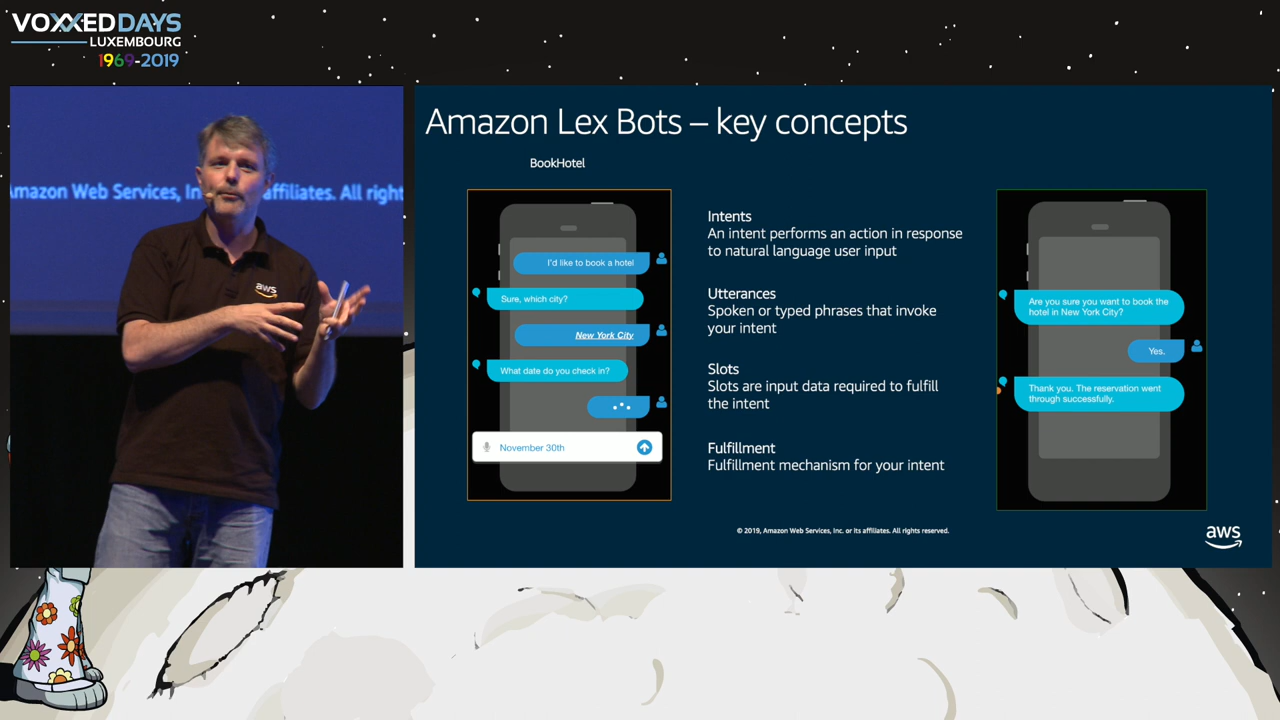 VOXXEDDAYS
LUXEMBOURG
1969-2019
Amazon Web Services, In
affiliates. All right
aws
Amazon Lex Bots – key concepts
BookHotel
I'd like to book a hotel
Sure, which city?
New York City
What date do you check in?
November 30th
Intents
An intent performs an action in response
to natural language user input
Utterances
Spoken or typed phrases that invoke
your intent
Slots
Slots are input data required to fulfill
the intent
Fulfillment
Fulfillment mechanism for your intent
Are you sure you want to book the
hotel in New York City?
Yes.
Thank you. The reservation went
through successfully.
© 2019, Amazon Web Services, Inc. or its affiliates. All rights reserved.
aws